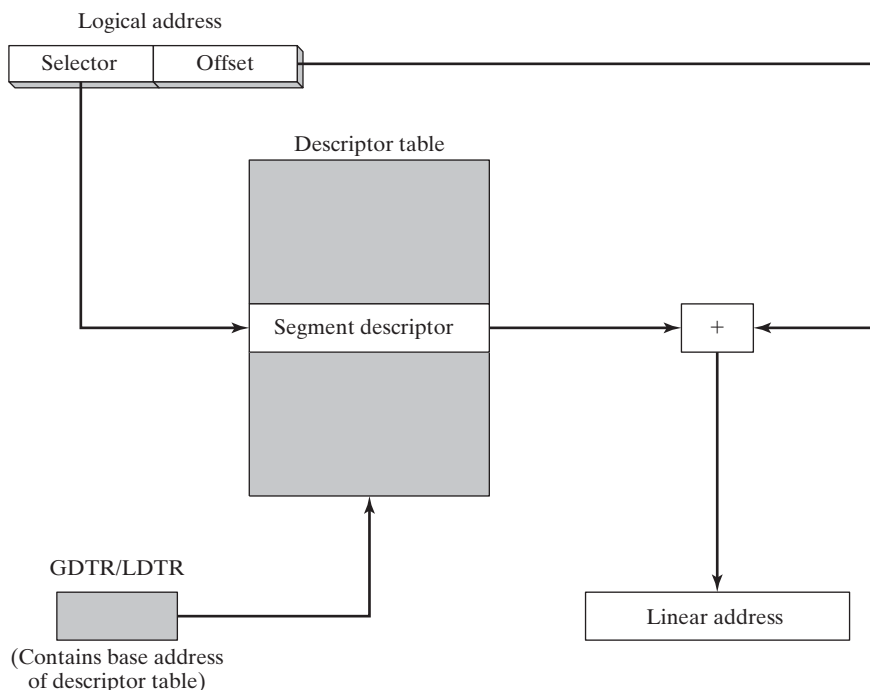 Logical address
Selector
Offset
Descriptor table
Segment descriptor
+
GDTR/LDTR
(Contains base address
of descriptor table)
Linear address